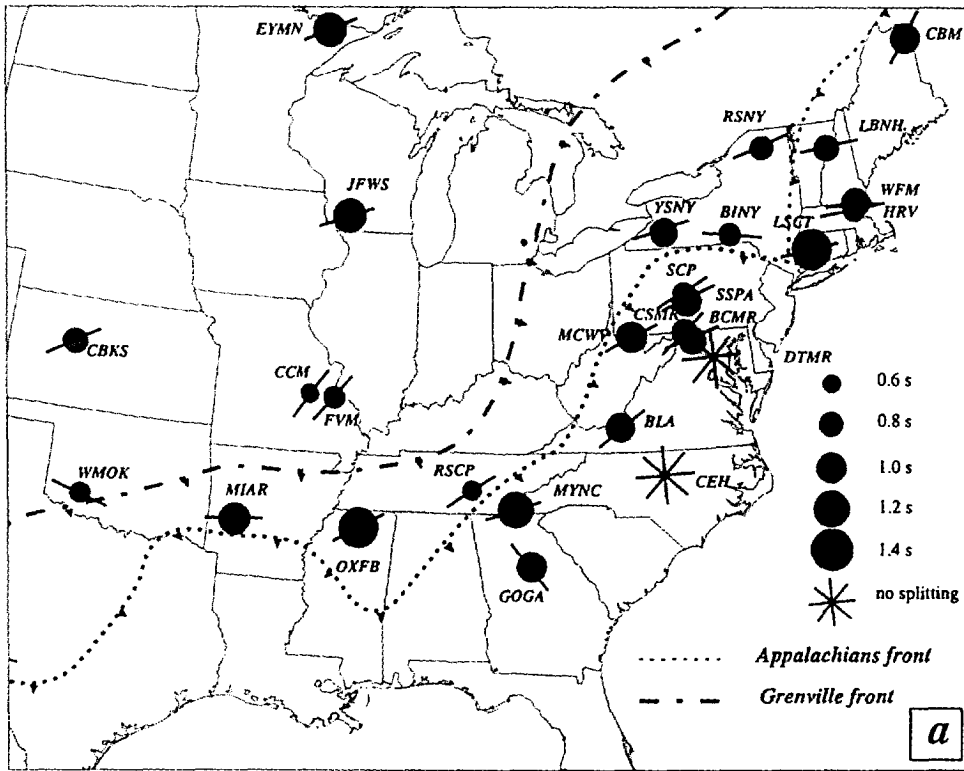 EYMN
CBM
RSNY
LBNH
JFWS
WFM
HRV
YSNY
BINY
LSCT
SCP
SSPA
CSMR
BCMR
MCWV
DTMR
CBKS
CCM
FVM
BLA
WMOK
MIAR
RSCP
MYNC
CEH
OXFB
GOGA
0.6 s
0.8 s
1.0 s
1.2 s
1.4 s
no splitting
Appalachians front
Grenville front
a